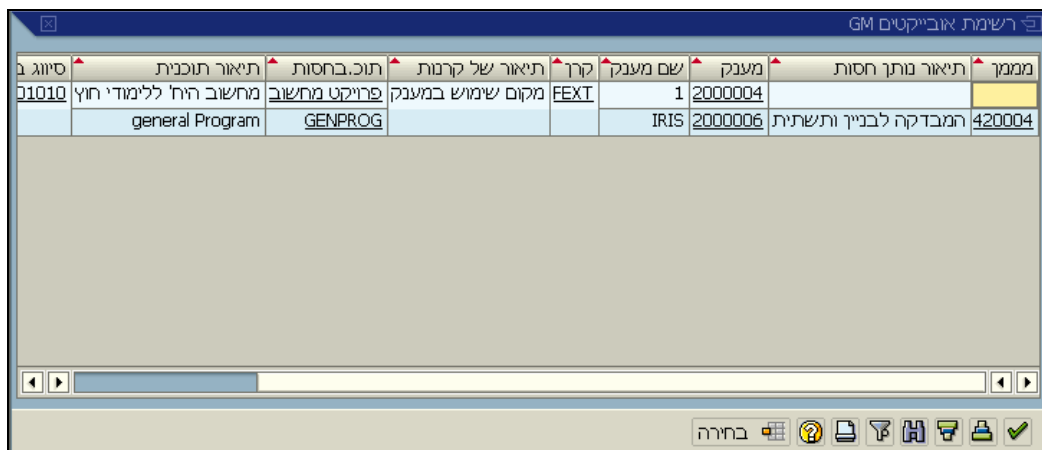 רשימת אובייקטים GM
מממך תיאור נותן חסות מענק שם מענק קרן תיאור של קרנות תוכ.בחסות תיאור תוכנית סיווג ב
2000004 1 FEXT מקום שימוש במענק פרויקט מחשוב מחשוב היח' ללימודי חוץ 01010
420004 המבדקה לבניין ותשתית 2000006 IRIS GENPROG general Program
בחירה